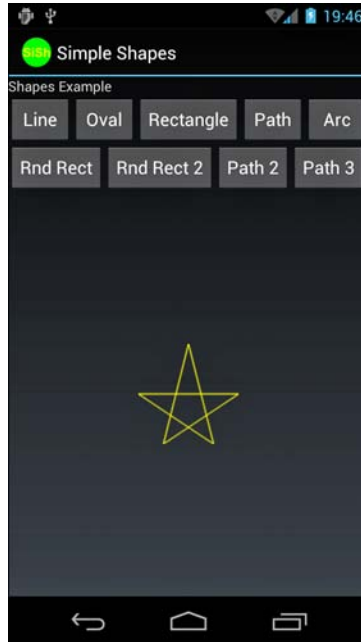 19:46
SiSh Simple Shapes
Shapes Example
Line Oval Rectangle Path Arc
Rnd Rect Rnd Rect 2 Path 2 Path 3